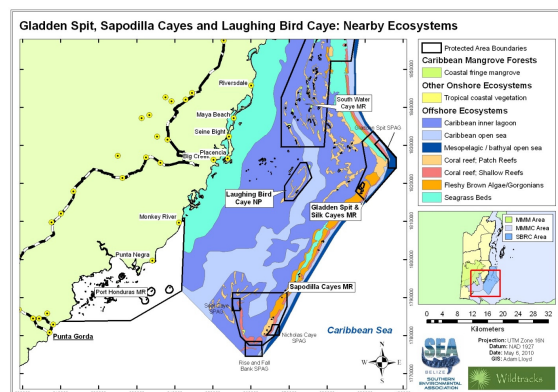 Gladden Spit, Sapodilla Cayes and Laughing Bird Caye: Nearby Ecosystems
Riversdale
Maya Beach
Seine Bight
Placencia
Big Creek
Monkey River
Punta Negra
Port Honduras MR
Punta Gorda
South Water
Caye MR
Gladden Spit SPAG
Laughing Bird
Caye NP
Gladden Spit &
Silk Cayes MR
Sapodilla Cayes MR
SPAG
Nicholas Caye
SPAG
Rise and Fall
Bank SPAG
Caribbean Sea
N
W
E
S
Protected Area Boundaries
Caribbean Mangrove Forests
Coastal fringe mangrove
Other Onshore Ecosystems
Tropical coastal vegetation
Offshore Ecosystems
Caribbean inner lagoon
Caribbean open sea
Mesopelagic / bathyal open sea
Coral reef; Patch Reefs
Coral reef; Shallow Reefs
Fleshy Brown Algae/Gorgonians
Seagrass Beds
MMM Area
MMMC Area
SBRC Area
0 4 8 16 24 32
Kilometers
Projection: UTM Zone 16N
Datum: NAD 1927
Date: May 6, 2010
GIS: Adam Lloyd
SEA
BELIZE
SOUTHERN
ENVIRONMENTAL
ASSOCIATION
Wildtracks